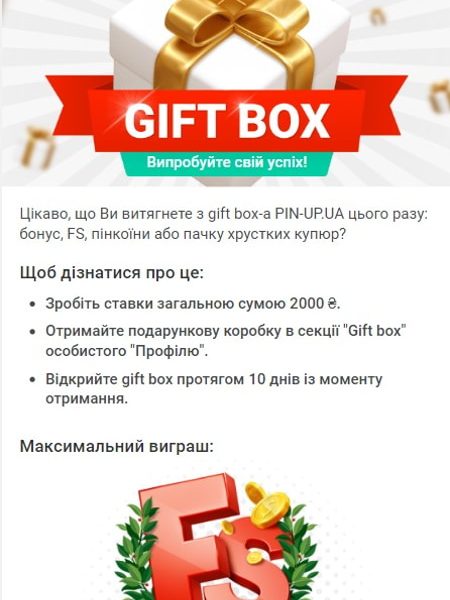 GIFT BOX
Випробуйте свій успіх!
Цікаво, що Ви витягнете з gift box-а PIN-UP.UA цього разу:
бонус, FS, пінкоїни або пачку хрустких купюр?
Щоб дізнатися про це:
• Зробіть ставки загальною сумою 2000 ₴.
• Отримайте подарункову коробку в секції "Gift box"
особистого "Профілю".
• Відкрийте gift box протягом 10 днів із моменту
отримання.
Максимальний виграш:
Fs